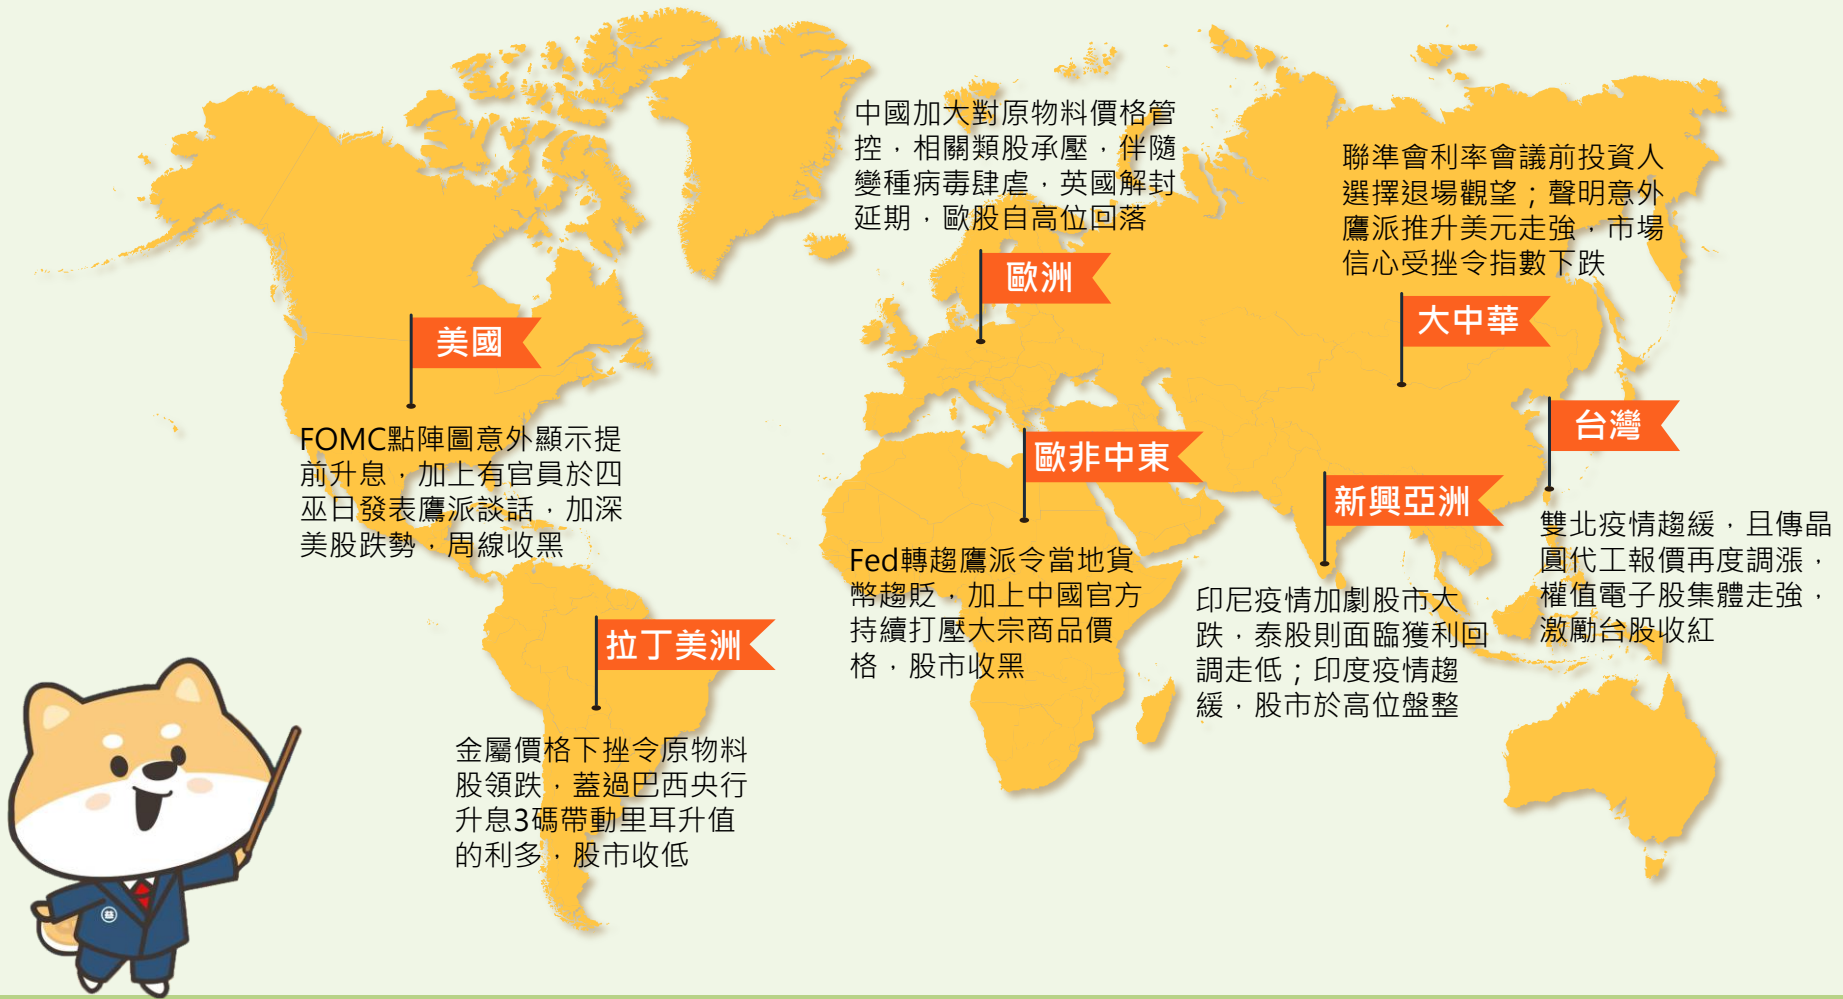 中國加大對原物料價格管
控，相關類股承壓，伴隨
變種病毒肆虐，英國解封
延期，歐股自高位回落
歐洲
聯準會利率會議前投資人
選擇退場觀望；聲明意外
鷹派推升美元走強，市場
信心受挫令指數下跌
大中華
美國
FOMC點陣圖意外顯示提
前升息，加上有官員於四
巫日發表鷹派談話，加深
美股跌勢，周線收黑
台灣
雙北疫情趨緩，且傳晶
圓代工報價再度調漲，
權值電子股集體走強，
激勵台股收紅
歐非中東
Fed轉趨鷹派令當地貨
幣趨貶，加上中國官方
持續打壓大宗商品價
格，股市收黑
新興亞洲
印尼疫情加劇股市大
跌，泰股則面臨獲利回
調走低；印度疫情趨
緩，股市於高位盤整
拉丁美洲
金屬價格下挫令原物料
股領跌，蓋過巴西央行
升息3碼帶動里耳升值
的利多，股市收低